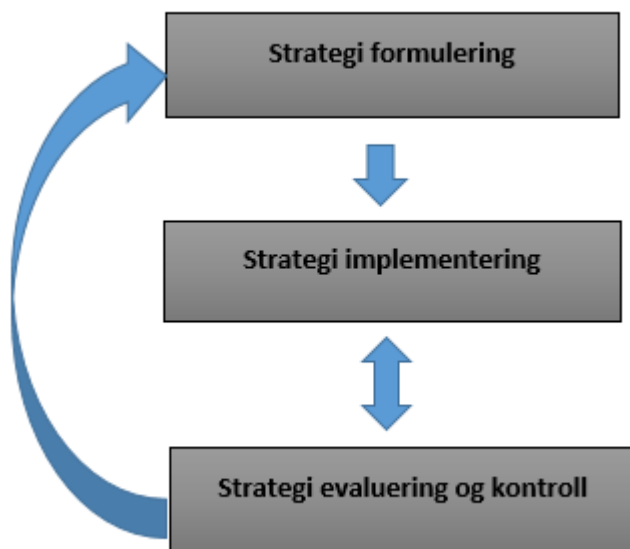 Strategi formulering
Strategi implementering
Strategi evaluering og kontroll